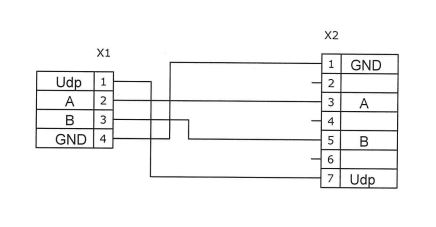 X1
Udp 1
A 2
B 3
GND 4
X2
1 GND
2
3 A
4
5 B
6
7 Udp